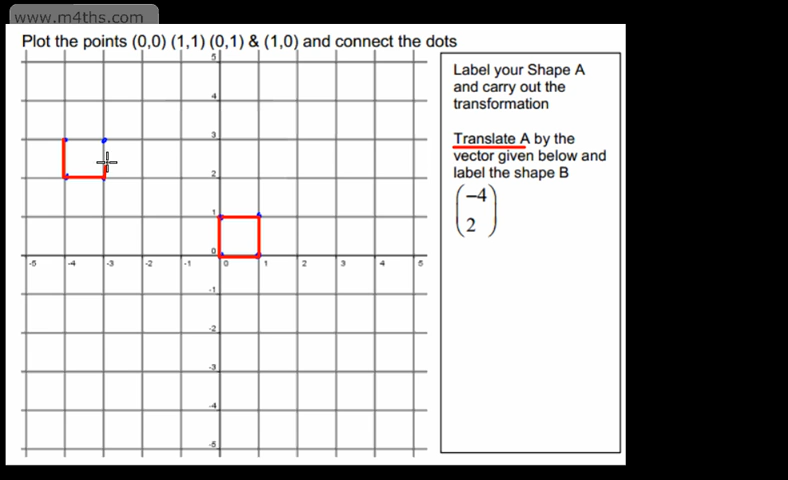 www.m4ths.com
Plot the points (0,0) (1,1) (0,1) & (1,0) and connect the dots
Label your Shape A
and carry out the
transformation
Translate A by the
vector given below and
label the shape B
-4
2
5
4
3
2
1
0
-5 -4 -3 -2 -1 0 1 2 3 4 5
-1
-2
-3
-4
-5